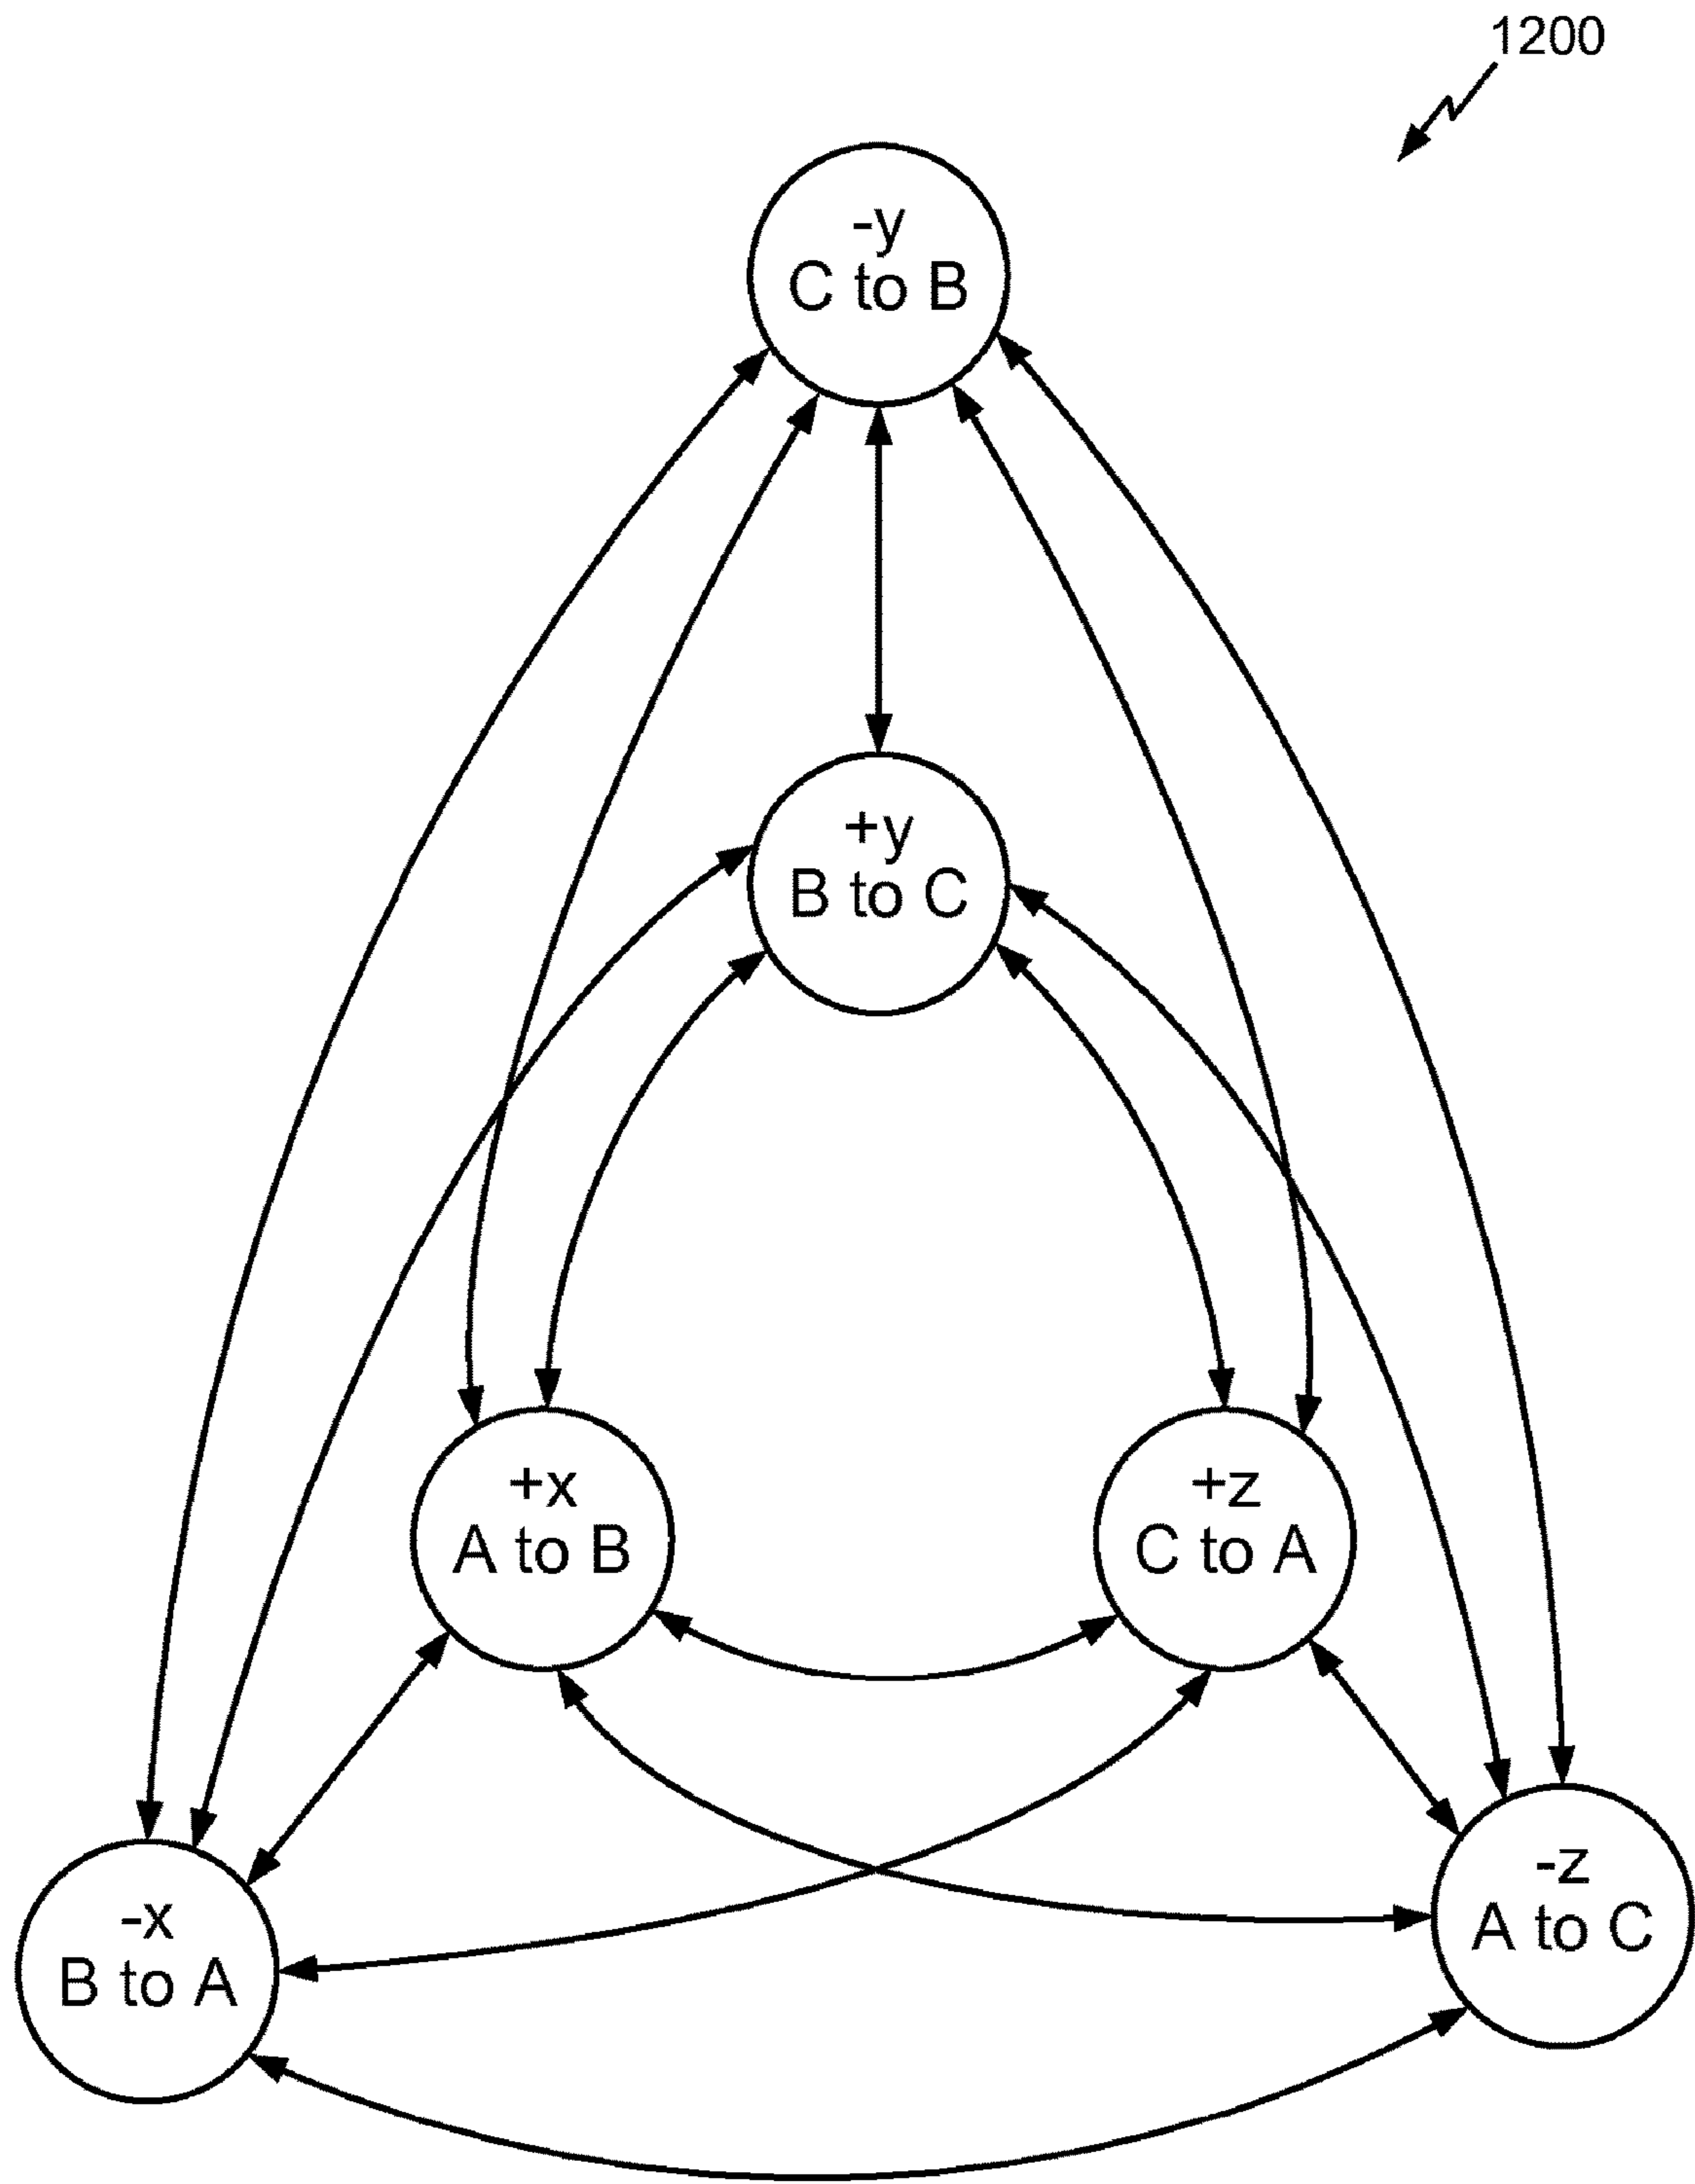 1200
-y
C to B
+y
B to C
+x
A to B
+z
C to A
-x
B to A
-z
A to C